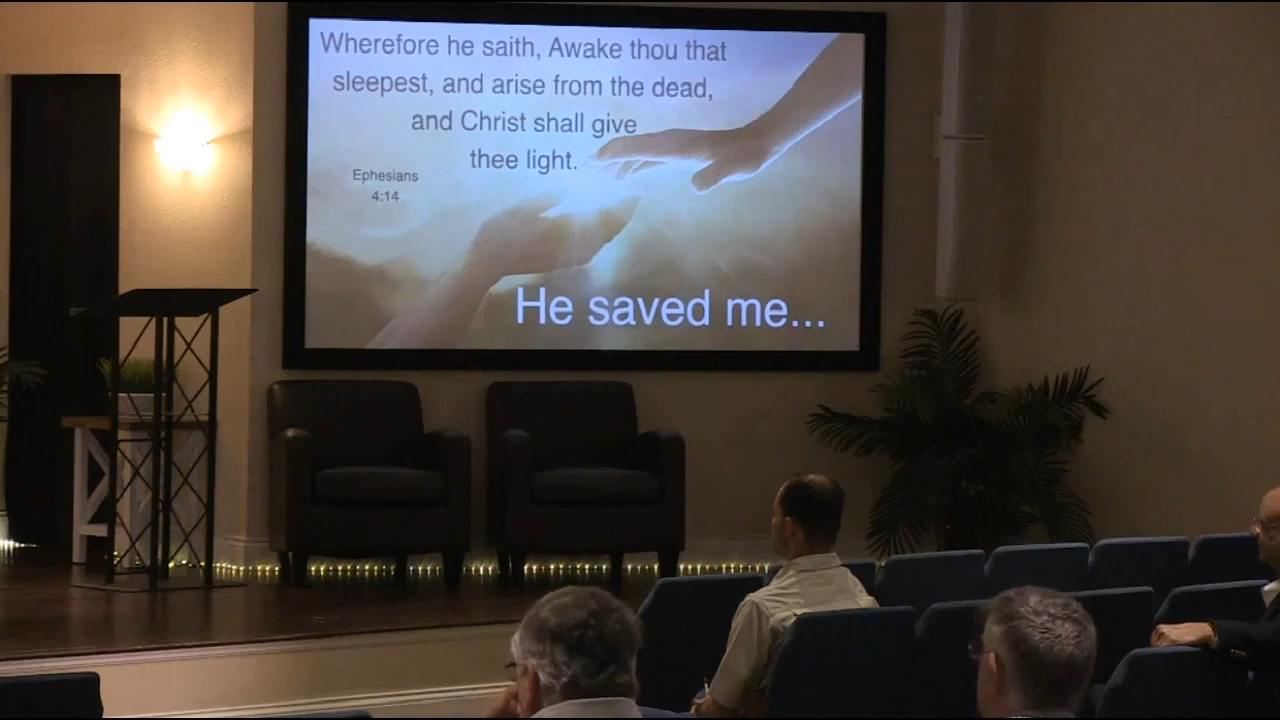 Wherefore he saith, Awake thou that
sleepest, and arise from the dead,
and Christ shall give
thee light.
Ephesians
4:14
He saved me...